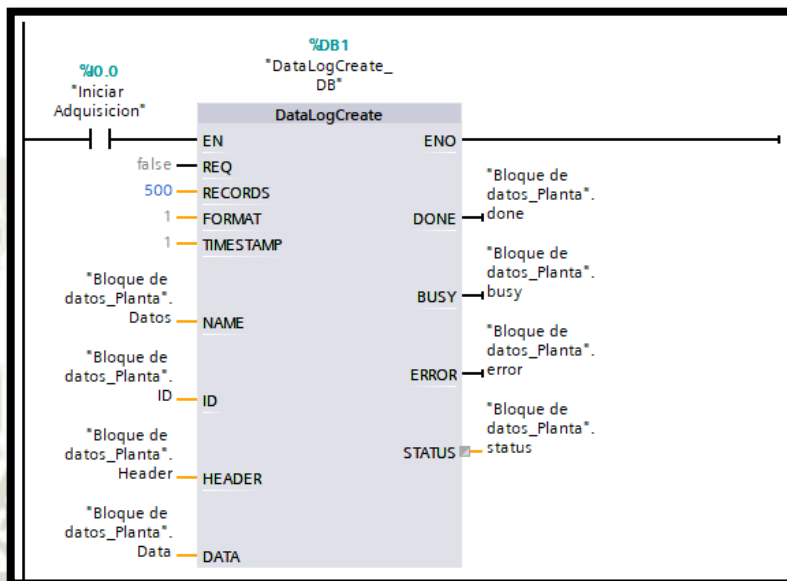 %DB1
"DataLogCreate_
DB"
%I0.0
"Iniciar
Adquisicion"
DataLogCreate
EN
ENO
false
REQ
500
RECORDS
1
FORMAT
1
TIMESTAMP
"Bloque de
datos_Planta".
Datos
NAME
"Bloque de
datos_Planta".
ID
ID
"Bloque de
datos_Planta".
Header
HEADER
"Bloque de
datos_Planta".
Data
DATA
"Bloque de
datos_Planta".
done
DONE
"Bloque de
datos_Planta".
busy
BUSY
"Bloque de
datos_Planta".
error
ERROR
"Bloque de
datos_Planta".
status
STATUS